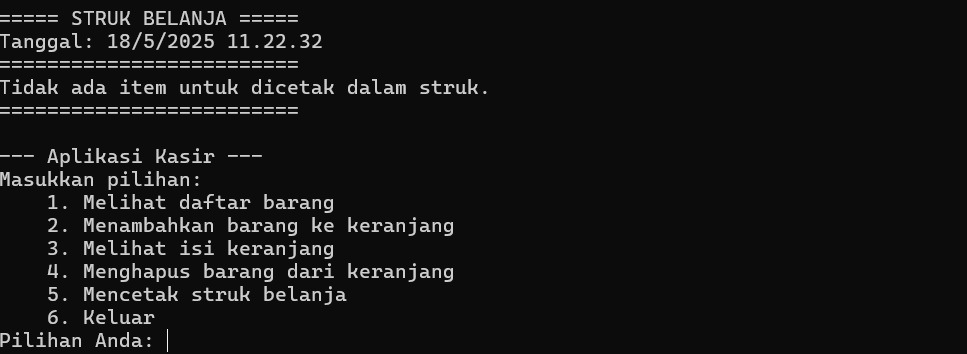 ===== STRUK BELANJA =====
Tanggal: 18/5/2025 11.22.32
=========================
Tidak ada item untuk dicetak dalam struk.
=========================

--- Aplikasi Kasir ---
Masukkan pilihan:
    1. Melihat daftar barang
    2. Menambahkan barang ke keranjang
    3. Melihat isi keranjang
    4. Menghapus barang dari keranjang
    5. Mencetak struk belanja
    6. Keluar
Pilihan Anda: